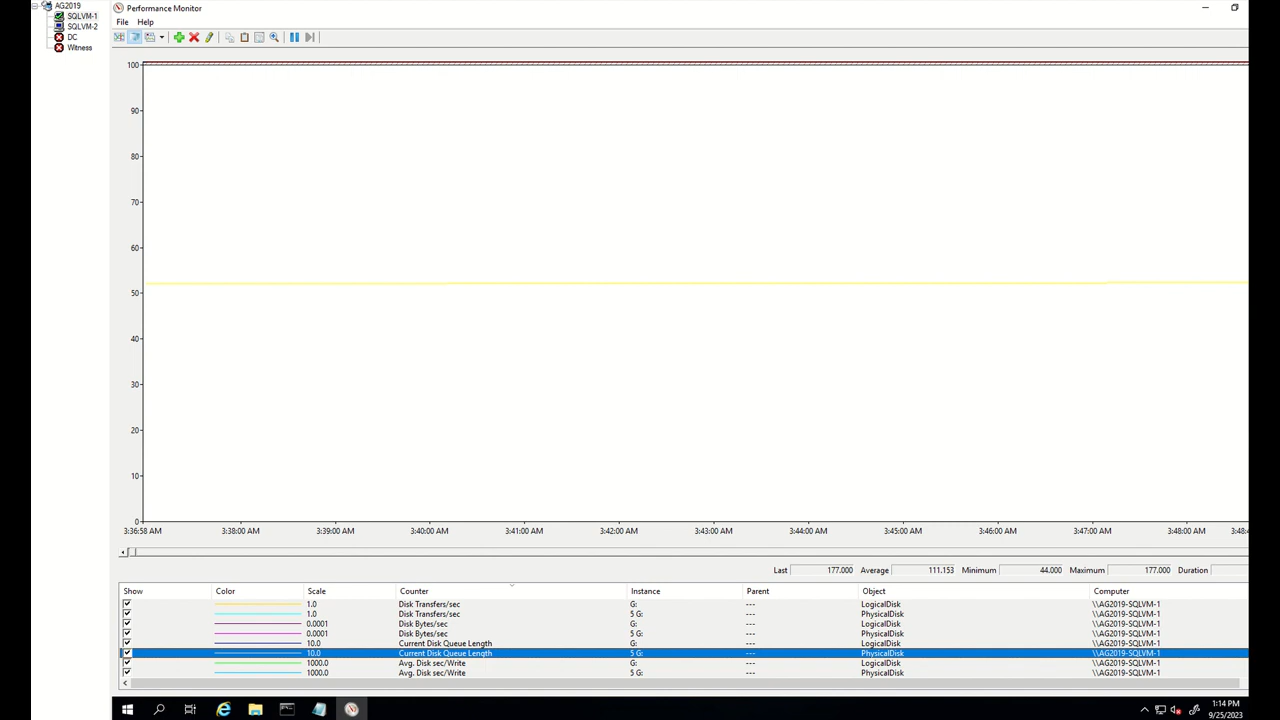 AG2019
SQLVM-1
SQLVM-2
DC
Witness
Performance Monitor
File Help
100
90
80
70
60
50
40
30
20
10
0
3:36:58 AM 3:38:00 AM 3:39:00 AM 3:40:00 AM 3:41:00 AM 3:42:00 AM 3:43:00 AM 3:44:00 AM 3:45:00 AM 3:46:00 AM 3:47:00 AM 3:48:00 AM 3:48:
Last 177.000 Average 111.153 Minimum 44.000 Maximum 177.000 Duration
Show Color Scale Counter Instance Parent Object Computer
1.0 Disk Transfers/sec G: --- LogicalDisk \\AG2019-SQLVM-1
1.0 Disk Transfers/sec 5 G: --- PhysicalDisk \\AG2019-SQLVM-1
0.0001 Disk Bytes/sec G: --- LogicalDisk \\AG2019-SQLVM-1
0.0001 Disk Bytes/sec 5 G: --- PhysicalDisk \\AG2019-SQLVM-1
10.0 Current Disk Queue Length G: --- LogicalDisk \\AG2019-SQLVM-1
10.0 Current Disk Queue Length 5 G: --- PhysicalDisk \\AG2019-SQLVM-1
1000.0 Avg. Disk sec/Write G: --- LogicalDisk \\AG2019-SQLVM-1
1000.0 Avg. Disk sec/Write 5 G: --- PhysicalDisk \\AG2019-SQLVM-1
1:14 PM
9/25/2023